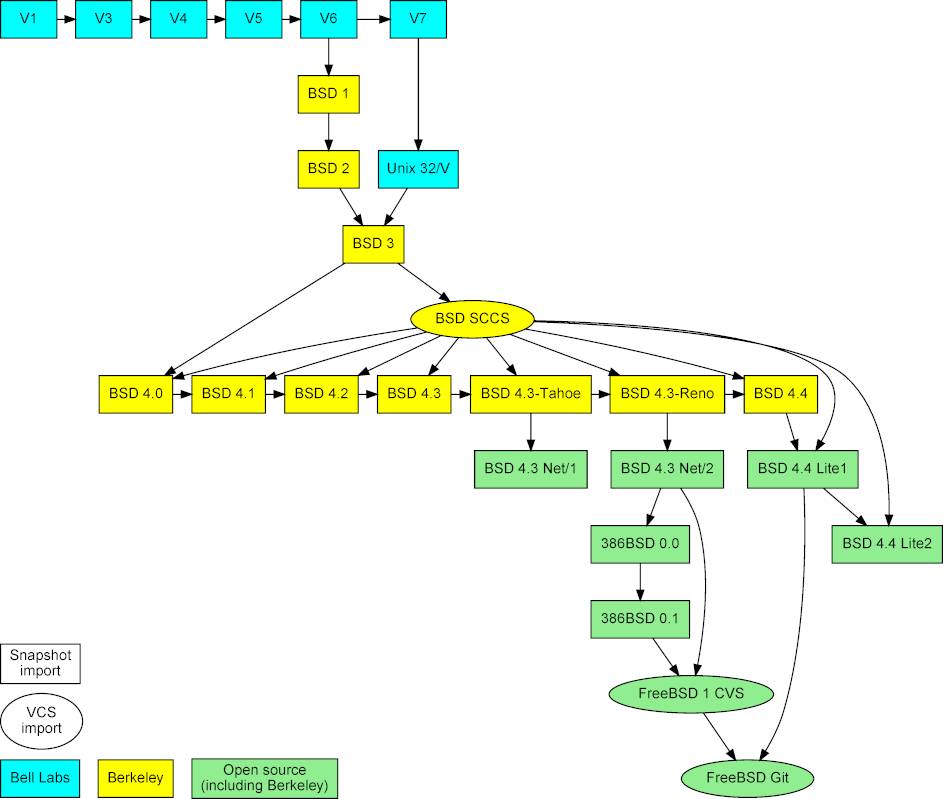 V1
V3
V4
V5
V6
V7
BSD 1
BSD 2
Unix 32/V
BSD 3
BSD SCCS
BSD 4.0
BSD 4.1
BSD 4.2
BSD 4.3
BSD 4.3-Tahoe
BSD 4.3-Reno
BSD 4.4
BSD 4.3 Net/1
BSD 4.3 Net/2
BSD 4.4 Lite1
386BSD 0.0
BSD 4.4 Lite2
386BSD 0.1
FreeBSD 1 CVS
FreeBSD Git
Snapshot
import
VCS
import
Bell Labs
Berkeley
Open source
(including Berkeley)